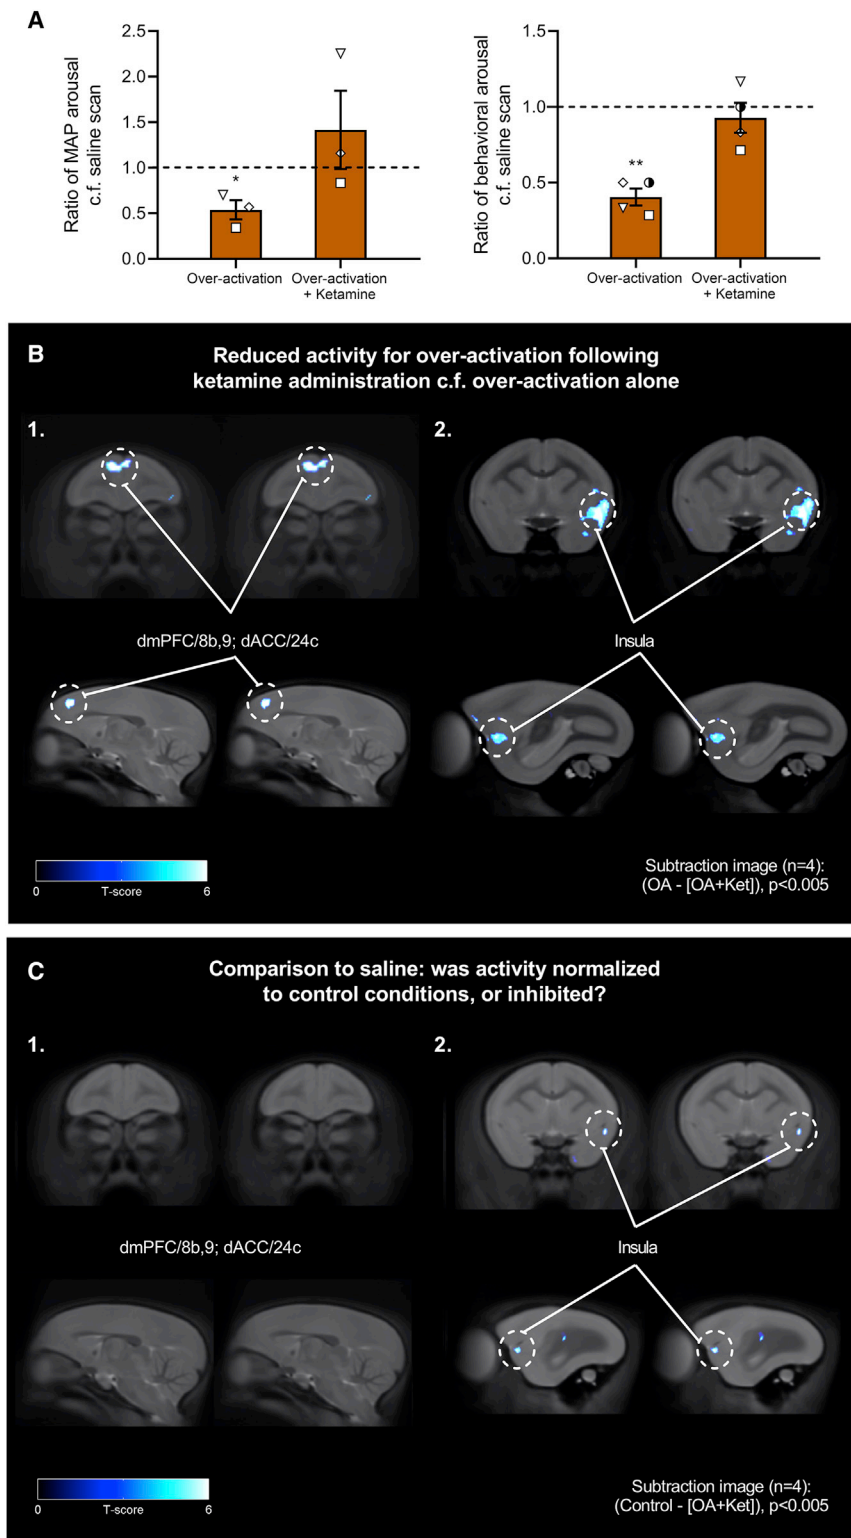 A
Ratio of MAP arousal
c.f. saline scan
2.5
2.0
1.5
1.0
0.5
0.0
*
Over-activation
Over-activation
+ Ketamine
Ratio of behavioral arousal
c.f. saline scan
1.5
1.0
0.5
0.0
**
Over-activation
Over-activation
+ Ketamine
B
Reduced activity for over-activation following
ketamine administration c.f. over-activation alone
1.
2.
dmPFC/8b,9; dACC/24c
Insula
0
T-score
6
Subtraction image (n=4):
(OA - [OA+Ket]), p<0.005
C
Comparison to saline: was activity normalized
to control conditions, or inhibited?
1.
2.
dmPFC/8b,9; dACC/24c
Insula
0
T-score
6
Subtraction image (n=4):
(Control - [OA+Ket]), p<0.005